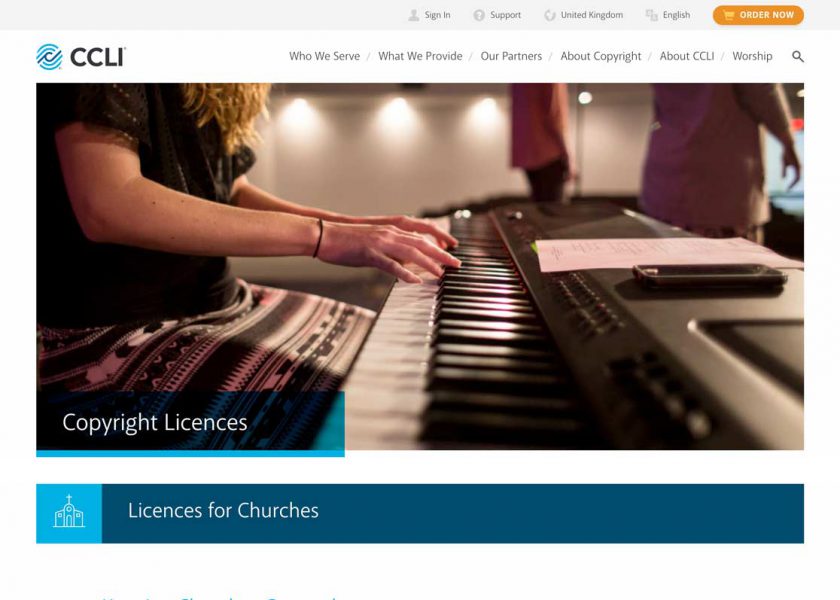 Sign In Support United Kingdom English ORDER NOW
CCLI
Who We Serve / What We Provide / Our Partners / About Copyright / About CCLI / Worship
Copyright Licences
Licences for Churches